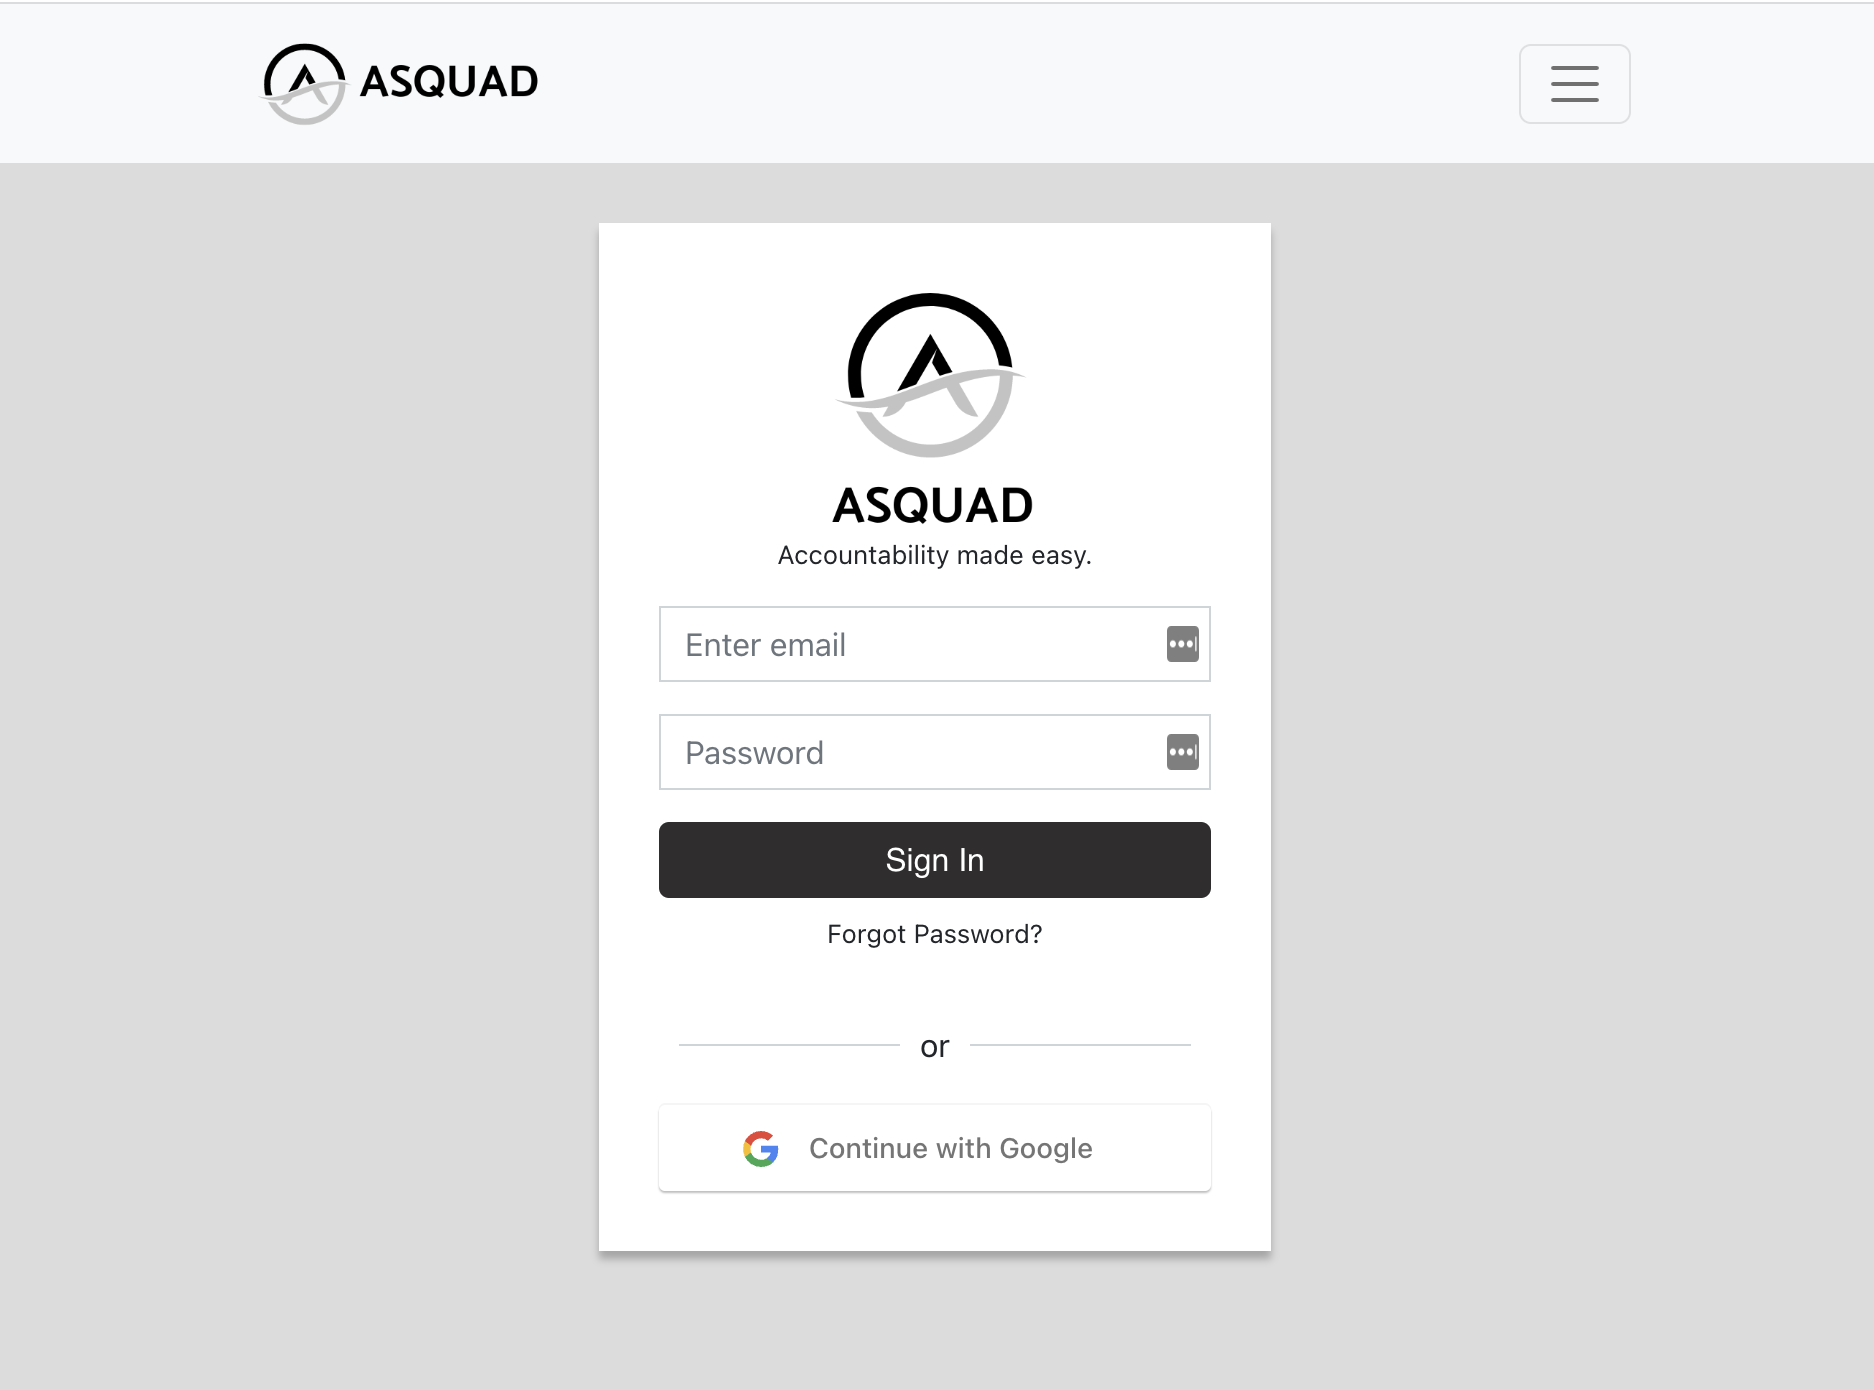 ASQUAD
ASQUAD
Accountability made easy.
Enter email
Password
Sign In
Forgot Password?
or
Continue with Google